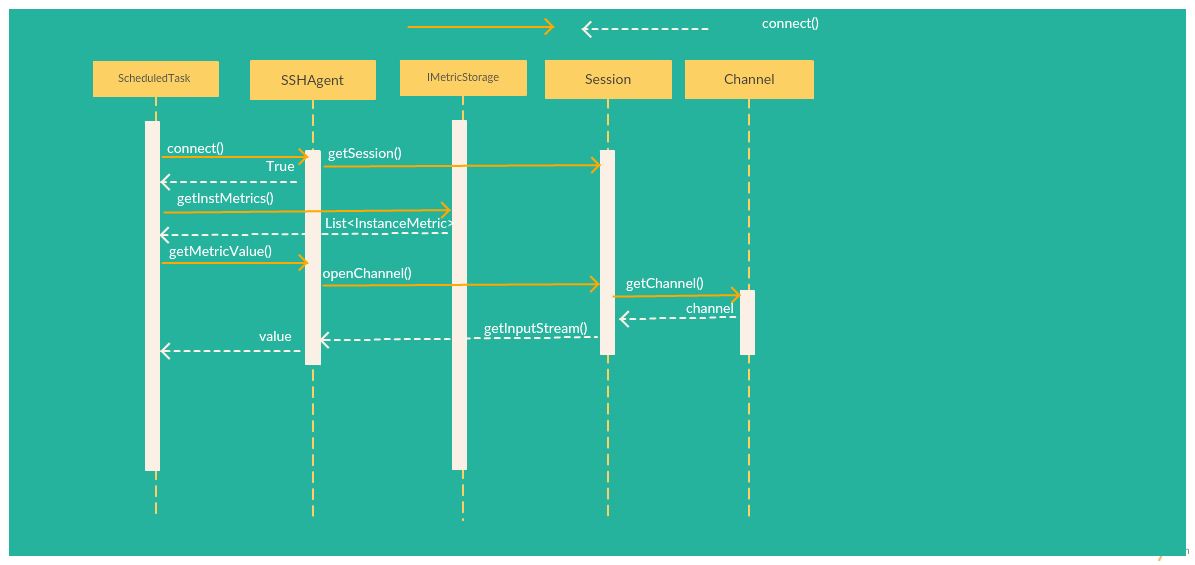 connect()
ScheduledTask
SSHAgent
IMetricStorage
Session
Channel
connect()
getSession()
True
getInstMetrics()
List<InstanceMetric>
getMetricValue()
openChannel()
getChannel()
channel
getInputStream()
value